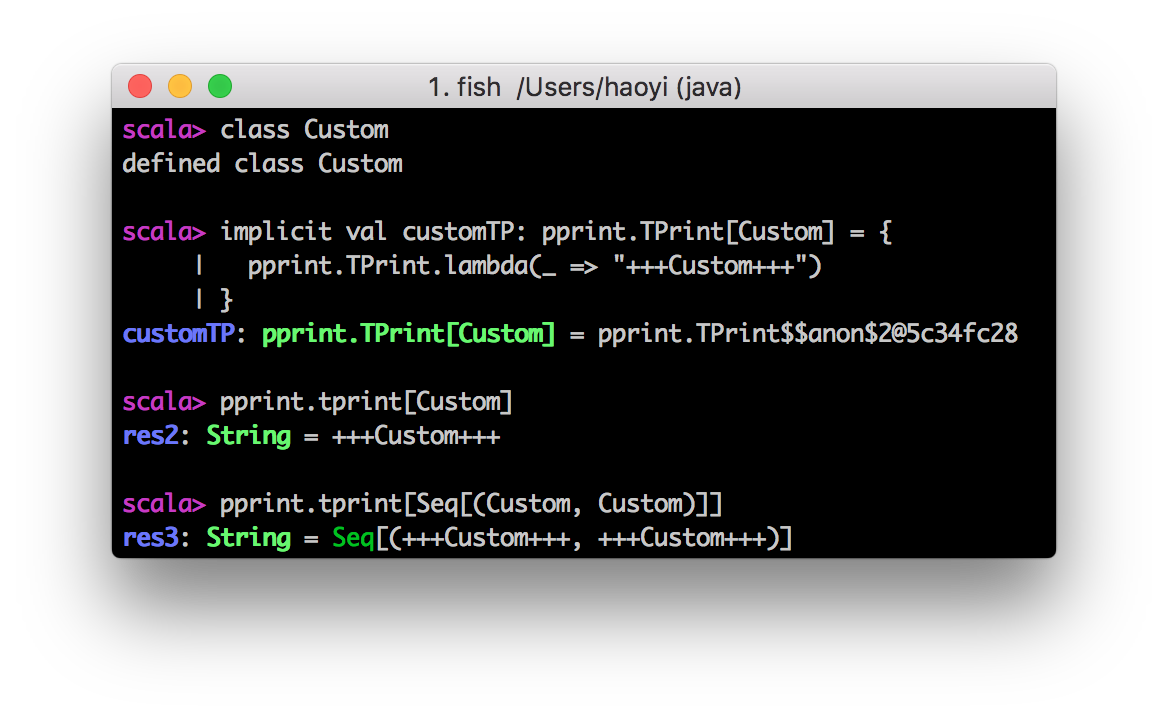 1. fish  /Users/haoyi (java)
scala> class Custom
defined class Custom
scala> implicit val customTP: pprint.TPrint[Custom] = {
     |   pprint.TPrint.lambda(_ => "+++Custom+++")
     | }
customTP: pprint.TPrint[Custom] = pprint.TPrint$$anon$2@5c34fc28
scala> pprint.tprint[Custom]
res2: String = +++Custom+++
scala> pprint.tprint[Seq[(Custom, Custom)]]
res3: String = Seq[(+++Custom+++, +++Custom+++)]